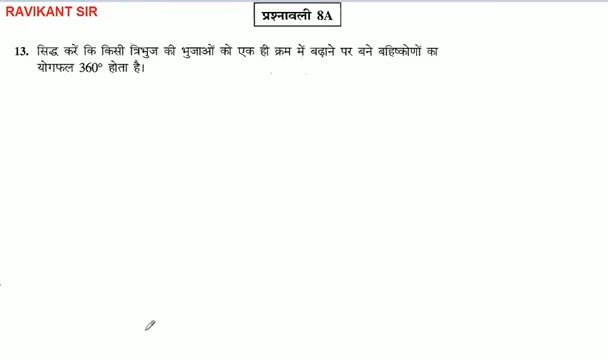 RAVIKANT SIR
प्रश्नावली 8A
13. सिद्ध करें कि किसी त्रिभुज की भुजाओं को एक ही क्रम में बढ़ाने पर बने बहिष्कोणों का
योगफल 360° होता है।